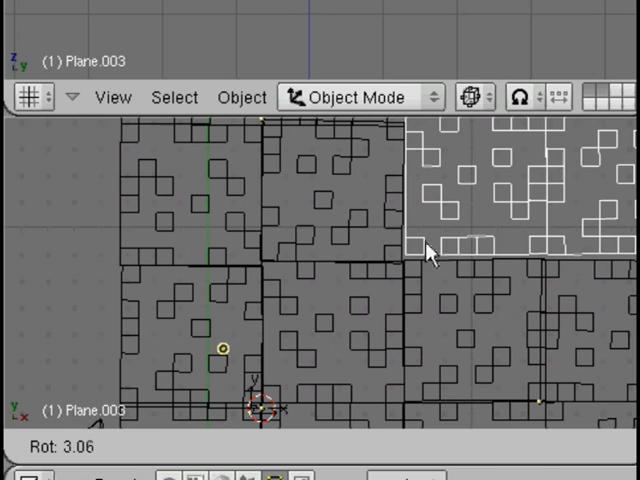 z
y (1) Plane.003
View Select Object Object Mode
y
x
y
x (1) Plane.003
Rot: 3.06